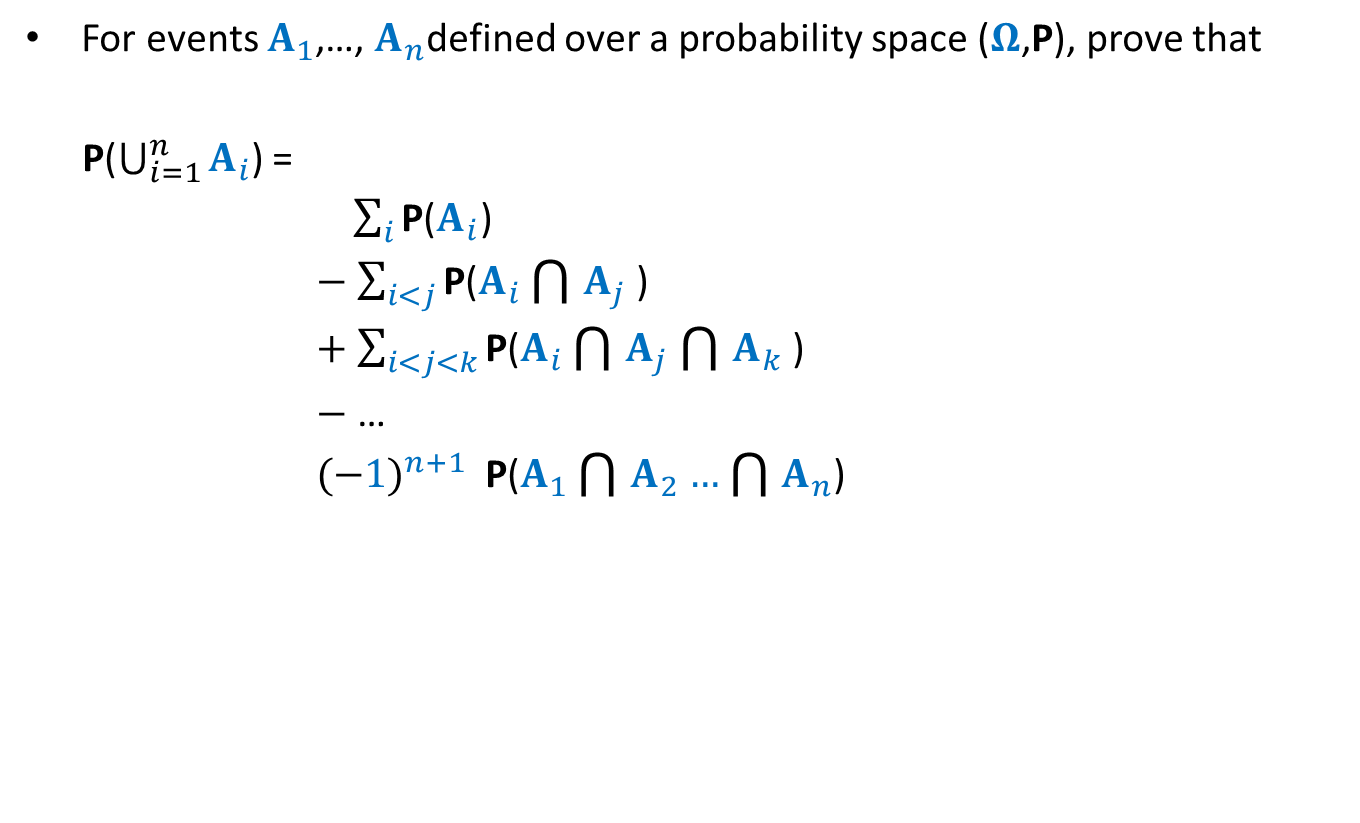 • For events A₁,…, Aₙ defined over a probability space (Ω,P), prove that
P(⋃ⁿᵢ₌₁ Aᵢ) =
∑ᵢ P(Aᵢ)
− ∑_{i<j} P(Aᵢ ⋂ Aⱼ )
+ ∑_{i<j<k} P(Aᵢ ⋂ Aⱼ ⋂ Aₖ )
− …
(−1)ⁿ⁺¹ P(A₁ ⋂ A₂ … ⋂ Aₙ)